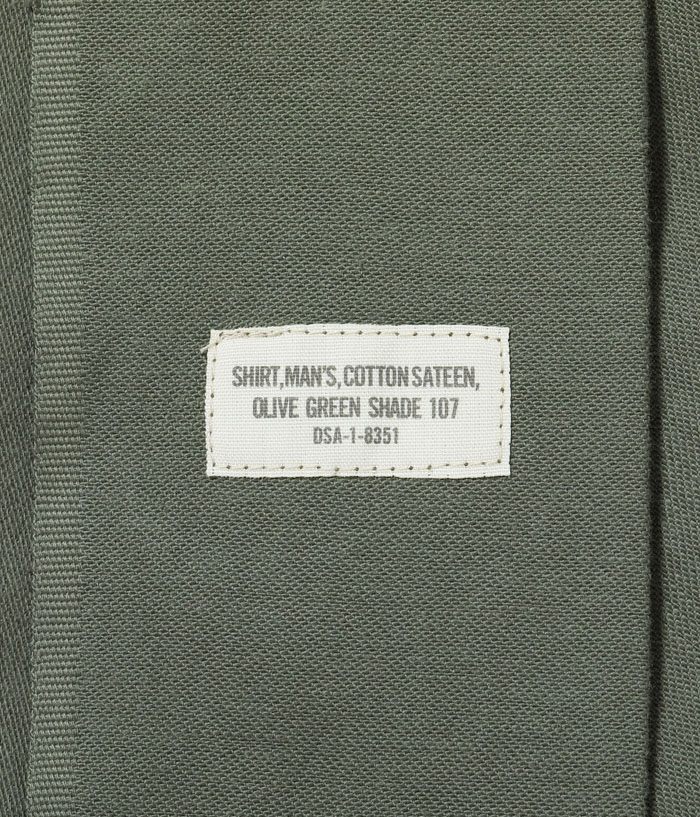 SHIRT, MAN'S, COTTON SATEEN,
OLIVE GREEN SHADE 107
DSA-1-8351